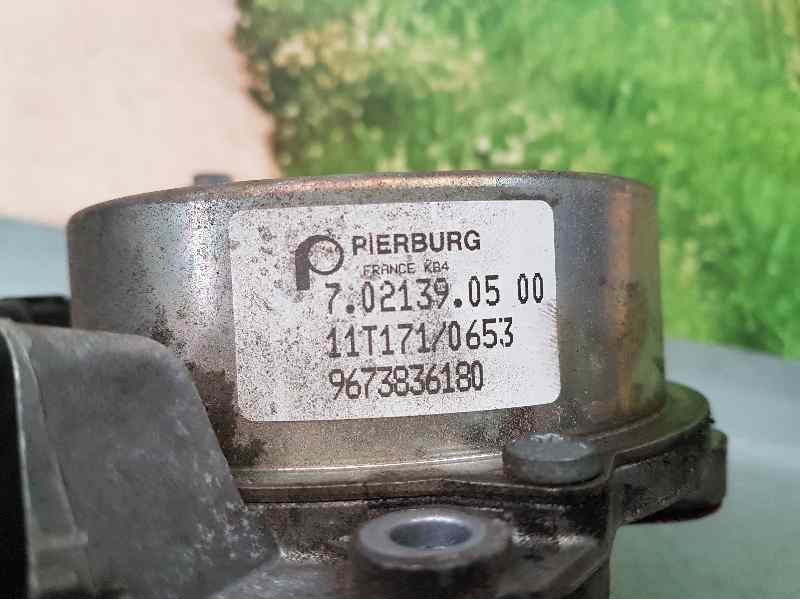 PIERBURG
FRANCE KB4
7.02139.05 00
11T171/0653
9673836180